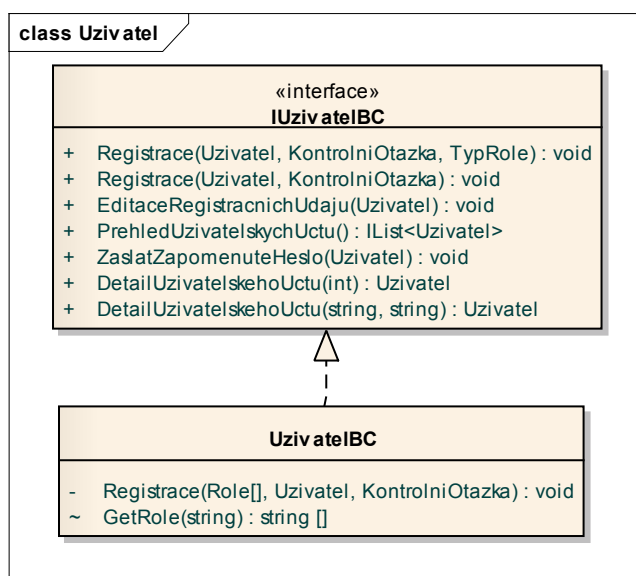 class Uzivatel
«interface»
IUzivatelBC
+ Registrace(Uzivatel, KontrolniOtazka, TypRole) : void
+ Registrace(Uzivatel, KontrolniOtazka) : void
+ EditaceRegistracnichUdaju(Uzivatel) : void
+ PrehledUzivatelskychUctu() : IList<Uzivatel>
+ ZaslatZapomenuteHeslo(Uzivatel) : void
+ DetailUzivatelskehoUctu(int) : Uzivatel
+ DetailUzivatelskehoUctu(string, string) : Uzivatel
UzivatelBC
- Registrace(Role[], Uzivatel, KontrolniOtazka) : void
~ GetRole(string) : string []